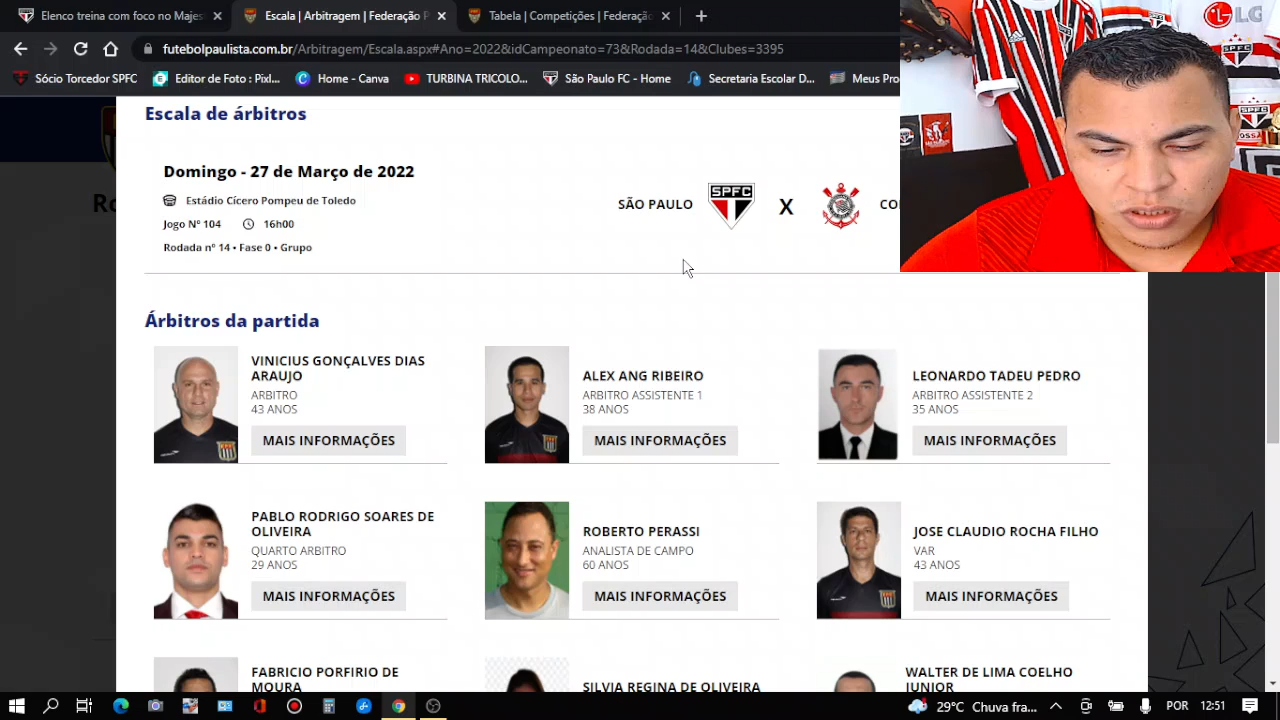 Elenco com foco no Majes
Escala | Escalação | Federação P
Tabela | Competições | Federaçã
futebolpaulista.com.br/Arbitragem/Escala.aspx#Ano=2022&idCampeonato=73&Rodada=14&Clubes=3395
Sócio Torcedor SPFC
Editor de Foto : Pixl...
Home - Canva
TURBINA TRICOLO...
São Paulo FC - Home
Secretaria Escolar D...
Meus Pro
LG
SPFC
Escala de árbitros
Domingo - 27 de Março de 2022
Estádio Cícero Pompeu de Toledo
Jogo Nº 104
16h00
Rodada nº 14 • Fase 0 • Grupo
SÃO PAULO
SPFC
X
CO
Árbitros da partida
VINICIUS GONÇALVES DIAS
ARAUJO
ARBITRO
43 ANOS
MAIS INFORMAÇÕES
ALEX ANG RIBEIRO
ARBITRO ASSISTENTE 1
38 ANOS
MAIS INFORMAÇÕES
LEONARDO TADEU PEDRO
ARBITRO ASSISTENTE 2
35 ANOS
MAIS INFORMAÇÕES
PABLO RODRIGO SOARES DE
OLIVEIRA
QUARTO ARBITRO
29 ANOS
MAIS INFORMAÇÕES
ROBERTO PERASSI
ANALISTA DE CAMPO
60 ANOS
MAIS INFORMAÇÕES
JOSE CLAUDIO ROCHA FILHO
VAR
43 ANOS
MAIS INFORMAÇÕES
FABRICIO PORFIRIO DE
MOURA
SILVIA REGINA DE OLIVEIRA
WALTER DE LIMA COELHO
JUNIOR
29°C Chuva fra...
POR
12:51